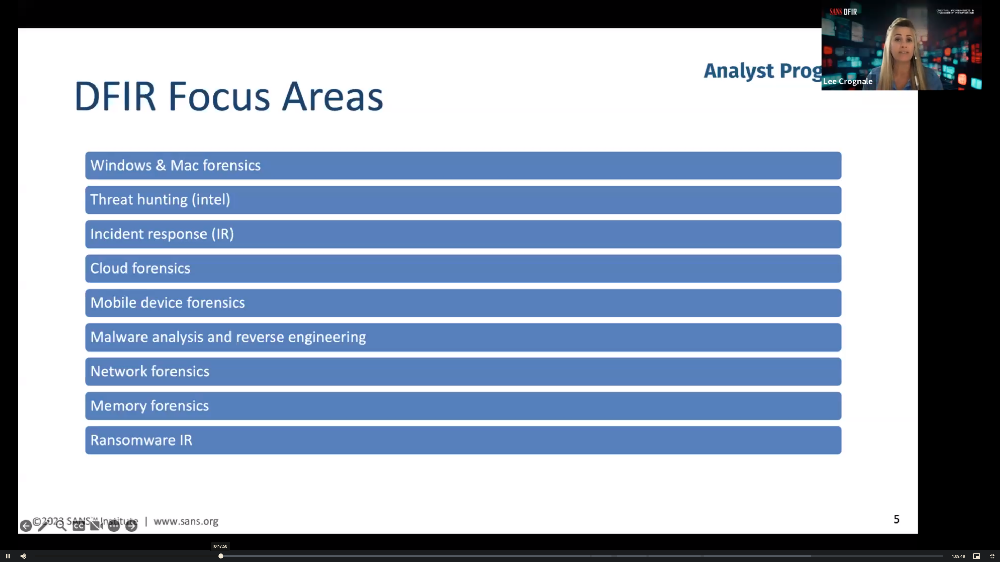 SANS DFIR
DIGITAL FORENSICS &
INCIDENT RESPONSE
Lee Crognale
Analyst Prog
DFIR Focus Areas
Windows & Mac forensics
Threat hunting (intel)
Incident response (IR)
Cloud forensics
Mobile device forensics
Malware analysis and reverse engineering
Network forensics
Memory forensics
Ransomware IR
©2023 SANS™ Institute | www.sans.org
CC
5
0:17:56
-1:09:48